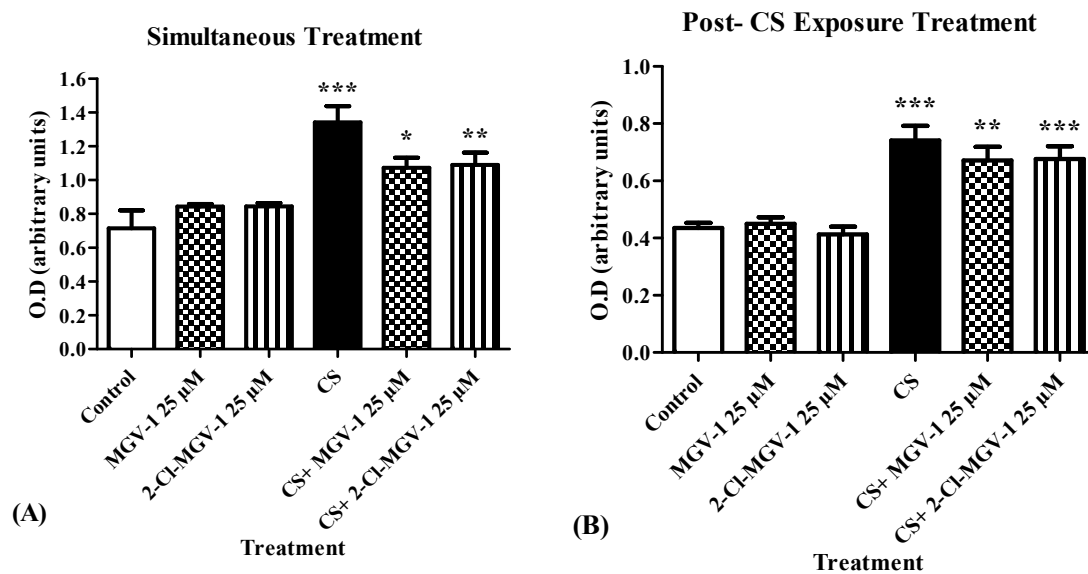 Simultaneous Treatment
O.D (arbitrary units)
1.6
1.4
1.2
1.0
0.8
0.6
0.4
0.2
0.0
***
*
**
Control
MGV-1 25 µM
2-Cl-MGV-1 25 µM
CS
CS+ MGV-1 25 µM
CS+ 2-Cl-MGV-1 25 µM
(A)
Treatment
Post- CS Exposure Treatment
O.D (arbitrary units)
1.0
0.8
0.6
0.4
0.2
0.0
***
**
***
Control
MGV-1 25 µM
2-Cl-MGV-1 25 µM
CS
CS+ MGV-1 25 µM
CS+ 2-Cl-MGV-1 25 µM
(B)
Treatment